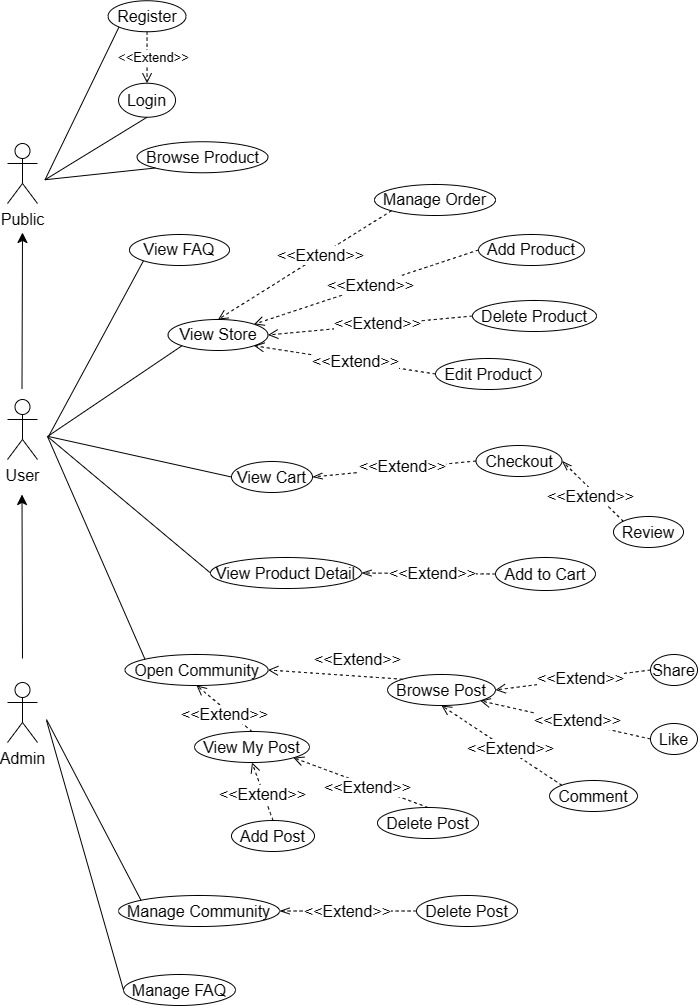 Register
<<Extend>>
Login
Browse Product
Public
Manage Order
View FAQ
<<Extend>>
Add Product
<<Extend>>
Delete Product
<<Extend>>
View Store
<<Extend>>
Edit Product
User
View Cart
<<Extend>>
Checkout
<<Extend>>
Review
View Product Detail
<<Extend>>
Add to Cart
Open Community
<<Extend>>
Browse Post
<<Extend>>
Share
<<Extend>>
<<Extend>>
Like
Admin
View My Post
<<Extend>>
<<Extend>>
<<Extend>>
Comment
Add Post
Delete Post
Manage Community
<<Extend>>
Delete Post
Manage FAQ